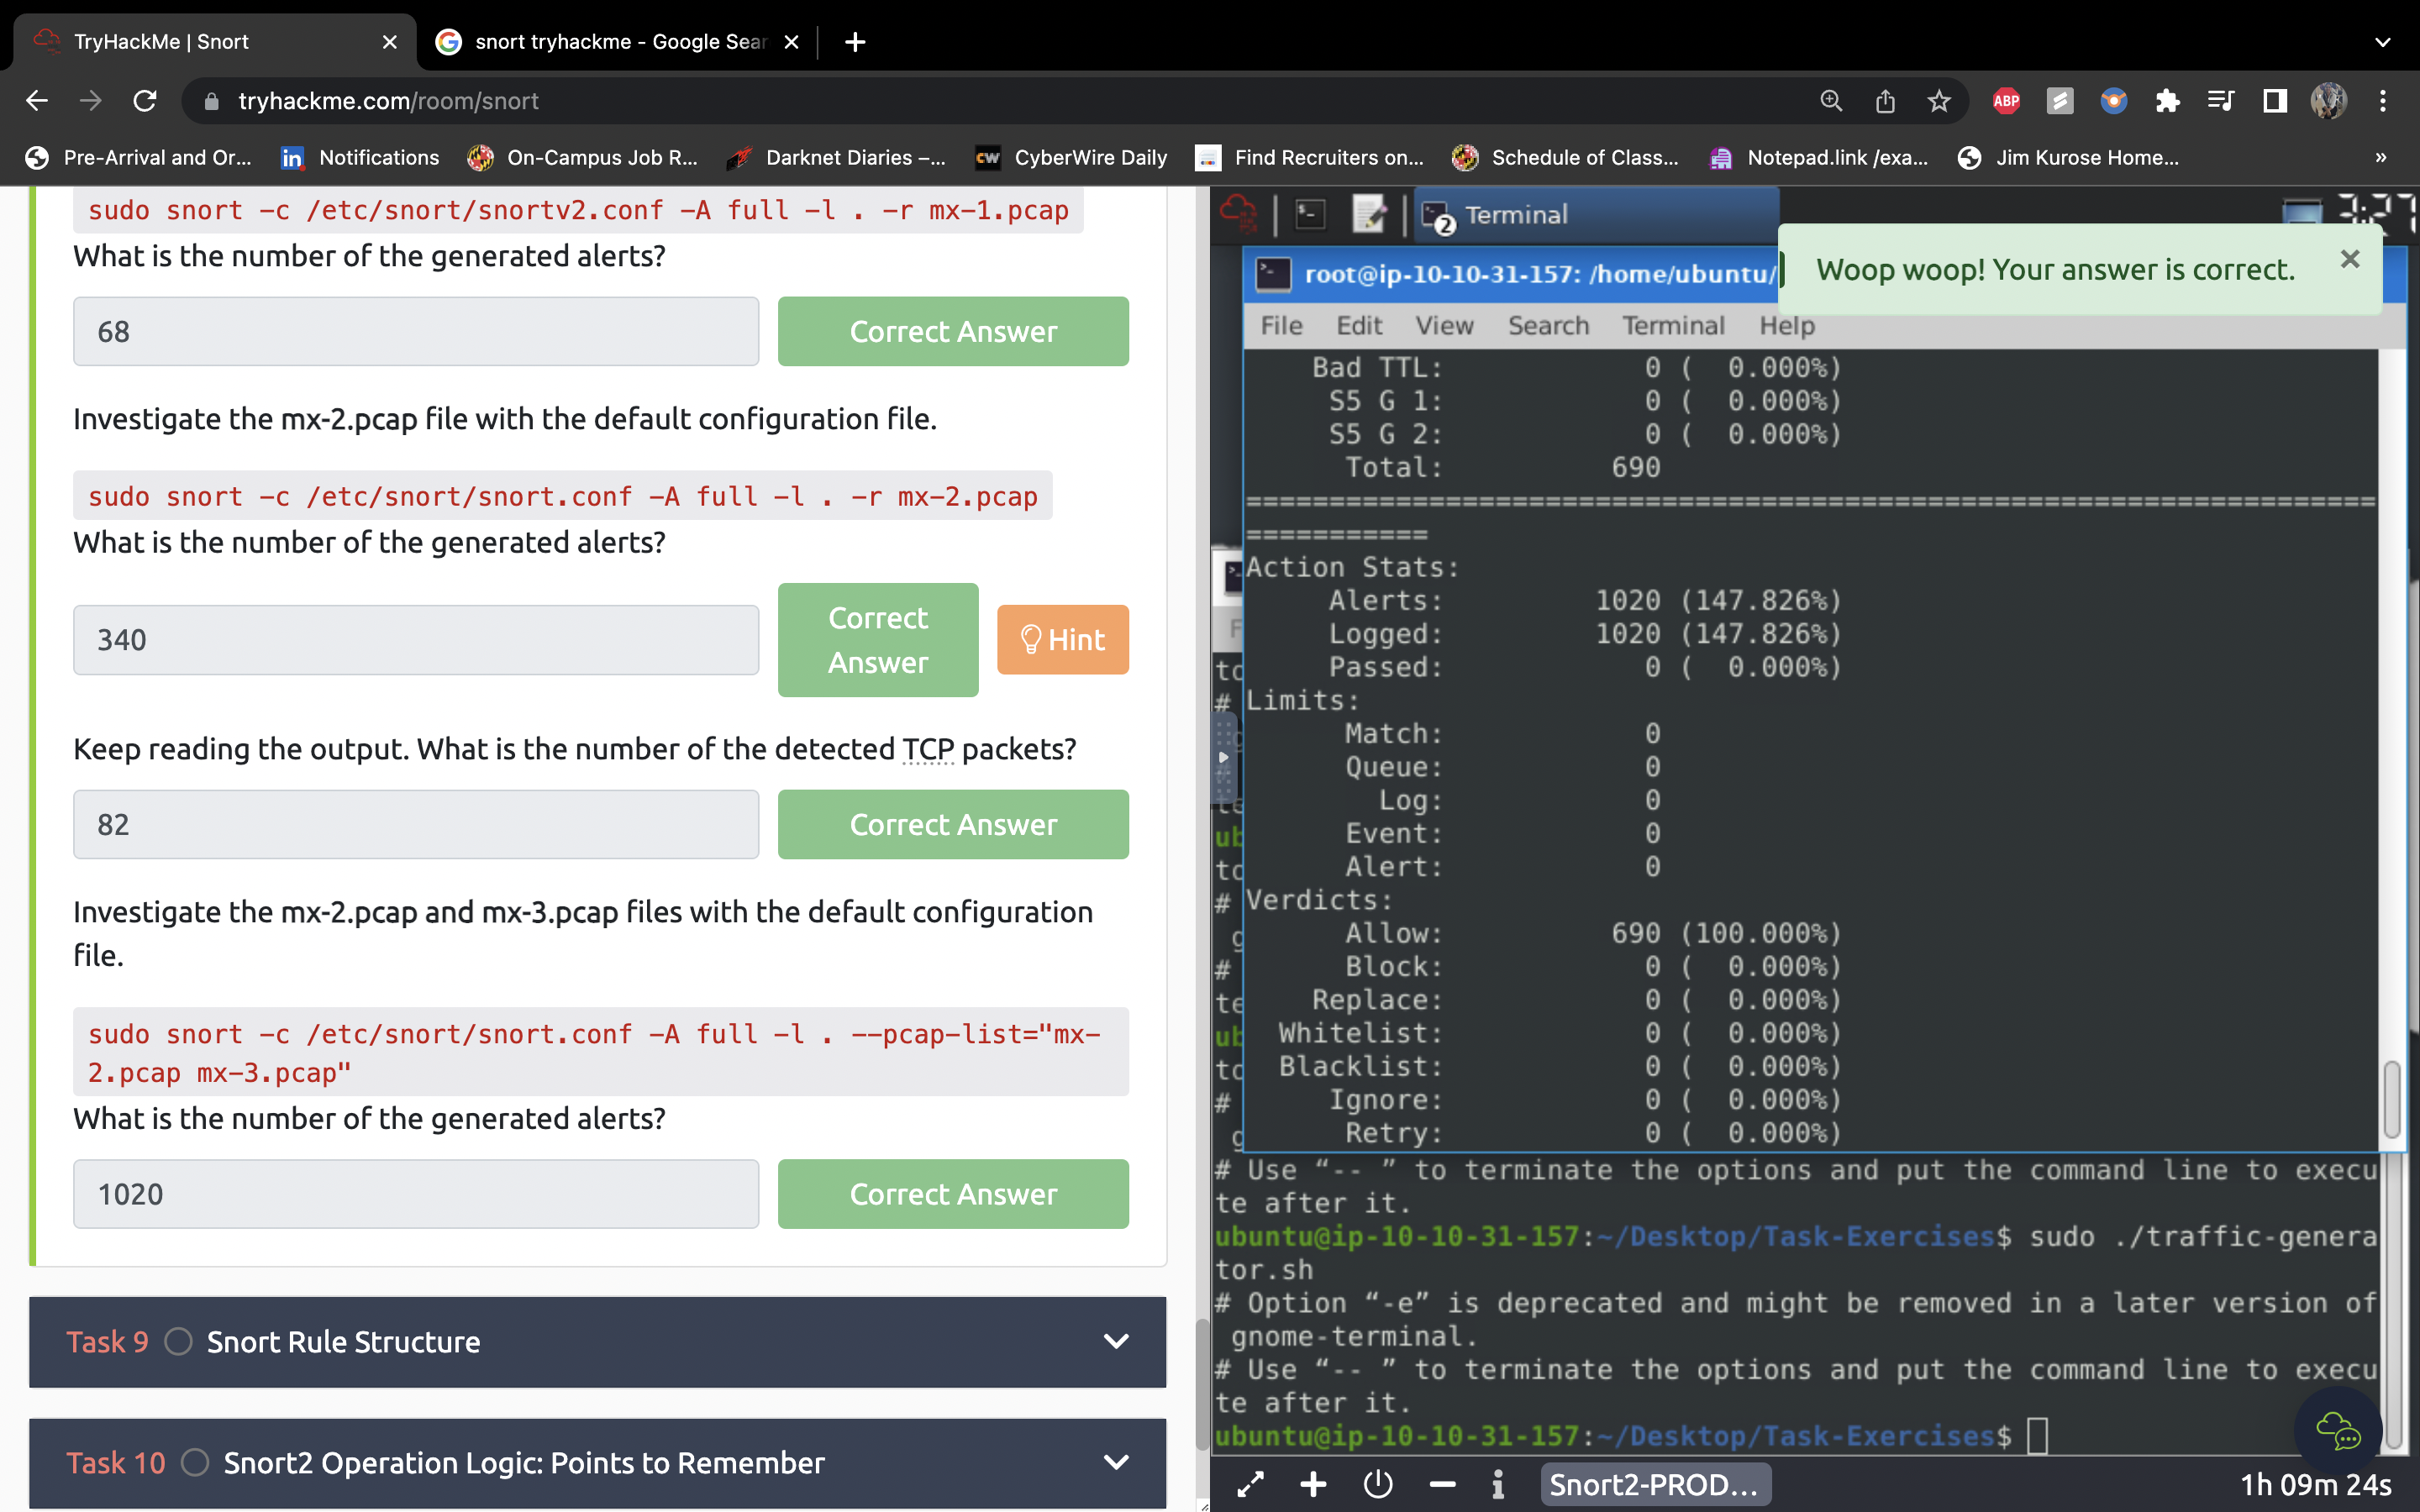 TryHackMe | Snort
snort tryhackme - Google Sear
tryhackme.com/room/snort
ABP
Pre-Arrival and Or...
in Notifications
On-Campus Job R...
Darknet Diaries –...
CW CyberWire Daily
Find Recruiters on...
Schedule of Class...
Notepad.link /exa...
Jim Kurose Home...
»
sudo snort -c /etc/snort/snortv2.conf -A full -l . -r mx-1.pcap
What is the number of the generated alerts?
68
Correct Answer
Investigate the mx-2.pcap file with the default configuration file.
sudo snort -c /etc/snort/snort.conf -A full -l . -r mx-2.pcap
What is the number of the generated alerts?
340
Correct
Answer
Hint
Keep reading the output. What is the number of the detected TCP packets?
82
Correct Answer
Investigate the mx-2.pcap and mx-3.pcap files with the default configuration
file.
sudo snort -c /etc/snort/snort.conf -A full -l . --pcap-list="mx-
2.pcap mx-3.pcap"
What is the number of the generated alerts?
1020
Correct Answer
Task 9 Snort Rule Structure
Task 10 Snort2 Operation Logic: Points to Remember
2 Terminal
root@ip-10-10-31-157: /home/ubuntu/
Woop woop! Your answer is correct.
File Edit View Search Terminal Help
Bad TTL: 0 ( 0.000%)
S5 G 1: 0 ( 0.000%)
S5 G 2: 0 ( 0.000%)
Total: 690
====================================================================
===========
Action Stats:
Alerts: 1020 (147.826%)
Logged: 1020 (147.826%)
Passed: 0 ( 0.000%)
Limits:
Match: 0
Queue: 0
Log: 0
Event: 0
Alert: 0
Verdicts:
Allow: 690 (100.000%)
Block: 0 ( 0.000%)
Replace: 0 ( 0.000%)
Whitelist: 0 ( 0.000%)
Blacklist: 0 ( 0.000%)
Ignore: 0 ( 0.000%)
Retry: 0 ( 0.000%)
# Use “-- ” to terminate the options and put the command line to execu
te after it.
ubuntu@ip-10-10-31-157:~/Desktop/Task-Exercises$ sudo ./traffic-genera
tor.sh
# Option “-e” is deprecated and might be removed in a later version of
gnome-terminal.
# Use “-- ” to terminate the options and put the command line to execu
te after it.
ubuntu@ip-10-10-31-157:~/Desktop/Task-Exercises$
Snort2-PROD...
1h 09m 24s